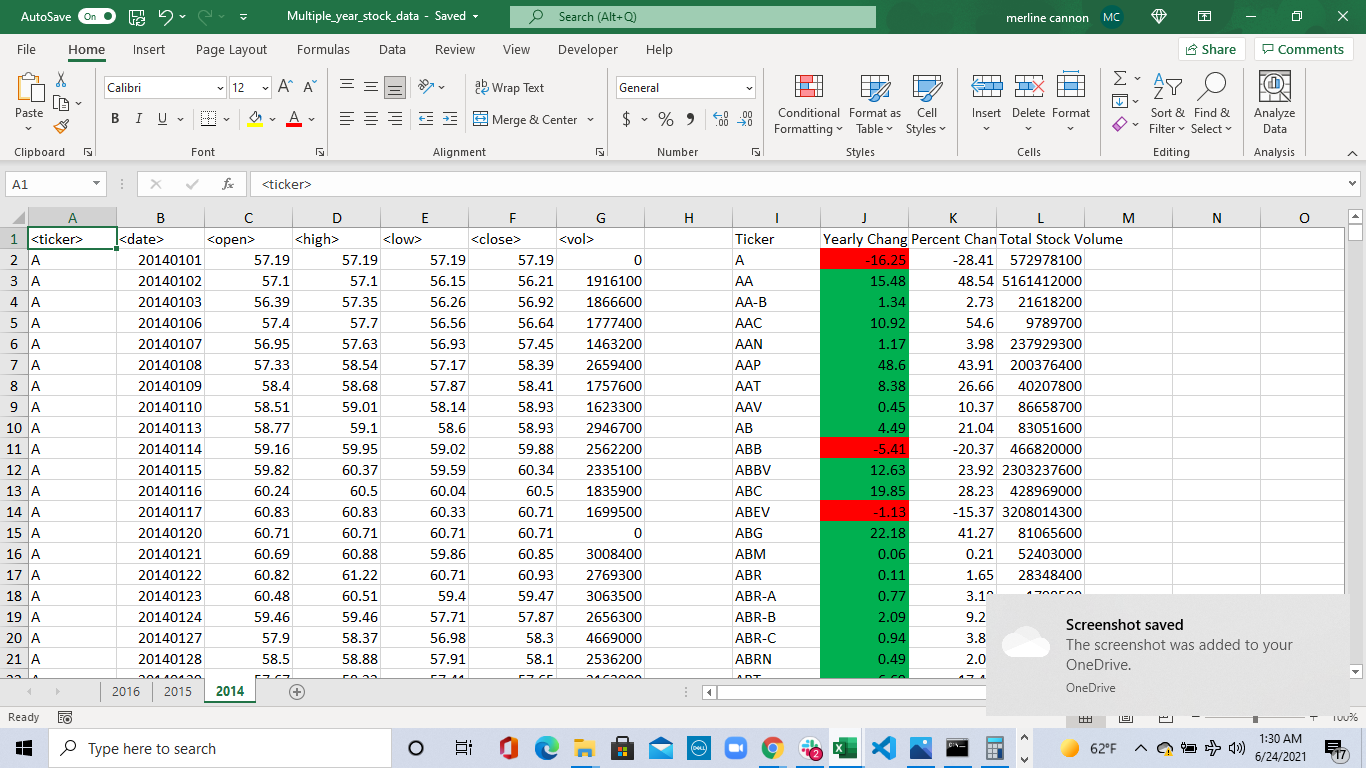 AutoSave On Multiple_year_stock_data - Saved Search (Alt+Q) merline cannon MC
File Home Insert Page Layout Formulas Data Review View Developer Help Share Comments
Calibri 12 A A Wrap Text General
Paste B I U A Merge & Center $ % Conditional Formatting Format as Table Cell Styles Insert Delete Format Sort & Filter Find & Select Analyze Data
Clipboard Font Alignment Number Styles Cells Editing Analysis
A1 fx <ticker>
A B C D E F G H I J K L M N O
1 <ticker> <date> <open> <high> <low> <close> <vol> Ticker Yearly Chang Percent Chan Total Stock Volume
2 A 20140101 57.19 57.19 57.19 57.19 0 A -16.25 -28.41 572978100
3 A 20140102 57.1 57.1 56.15 56.21 1916100 AA 15.48 48.54 5161412000
4 A 20140103 56.39 57.35 56.26 56.92 1866600 AA-B 1.34 2.73 21618200
5 A 20140106 57.4 57.7 56.56 56.64 1777400 AAC 10.92 54.6 9789700
6 A 20140107 56.95 57.63 56.93 57.45 1463200 AAN 1.17 3.98 237929300
7 A 20140108 57.33 58.54 57.17 58.39 2659400 AAP 48.6 43.91 200376400
8 A 20140109 58.4 58.68 57.87 58.41 1757600 AAT 8.38 26.66 40207800
9 A 20140110 58.51 59.01 58.14 58.93 1623300 AAV 0.45 10.37 86658700
10 A 20140113 58.77 59.1 58.6 58.93 2946700 AB 4.49 21.04 83051600
11 A 20140114 59.16 59.95 59.02 59.88 2562200 ABB -5.41 -20.37 466820000
12 A 20140115 59.82 60.37 59.59 60.34 2335100 ABBV 12.63 23.92 2303237600
13 A 20140116 60.24 60.5 60.04 60.5 1835900 ABC 19.85 28.23 428969000
14 A 20140117 60.83 60.83 60.33 60.71 1699500 ABEV -1.13 -15.37 3208014300
15 A 20140120 60.71 60.71 60.71 60.71 0 ABG 22.18 41.27 81065600
16 A 20140121 60.69 60.88 59.86 60.85 3008400 ABM 0.06 0.21 52403000
17 A 20140122 60.82 61.22 60.71 60.93 2769300 ABR 0.11 1.65 28348400
18 A 20140123 60.48 60.51 59.4 59.47 3063500 ABR-A 0.77
19 A 20140124 59.46 59.46 57.71 57.87 2656300 ABR-B 2.09 9.2
20 A 20140127 57.9 58.37 56.98 58.3 4669000 ABR-C 0.94 3.8
21 A 20140128 58.5 58.88 57.91 58.1 2536200 ABRN 0.49 2.0
Screenshot saved
The screenshot was added to your
OneDrive.
OneDrive
2016 2015 2014
Ready 100%
Type here to search DELL 2 62°F 1:30 AM
6/24/2021 17